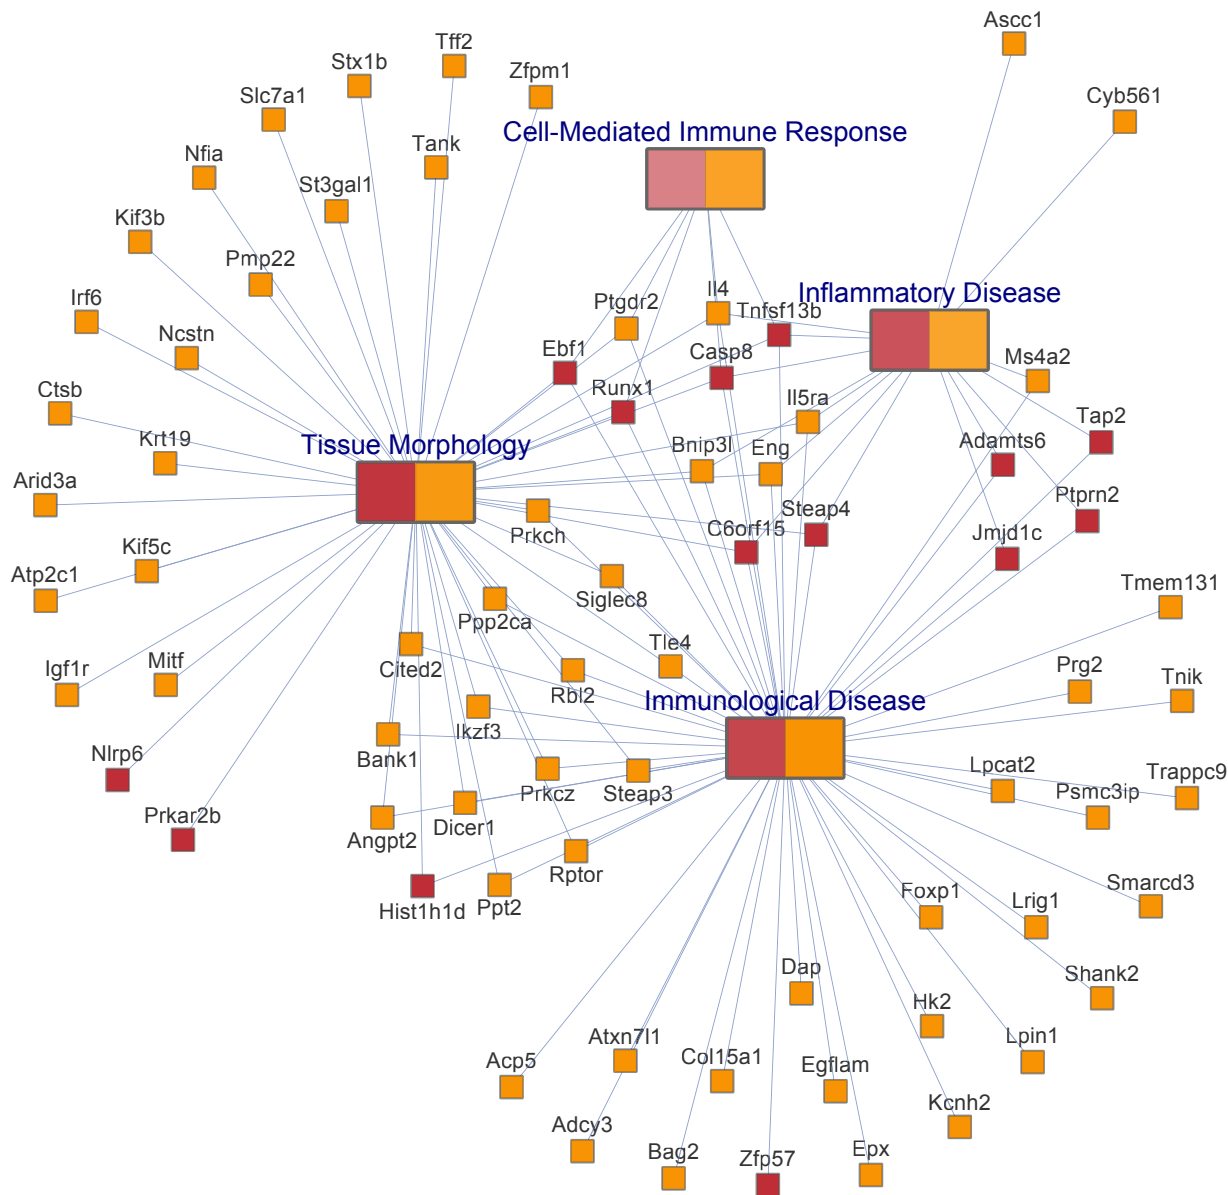 Ascc1
Tff2
Stx1b
Zfpm1
Slc7a1
Cyb561
Cell-Mediated Immune Response
Tank
Nfia
St3gal1
Kif3b
Pmp22
Il4
Inflammatory Disease
Irf6
Ptgdr2
Tnfsf13b
Ncstn
Ebf1
Casp8
Ms4a2
Ctsb
Runx1
Il5ra
Tap2
Krt19
Tissue Morphology
Bnip3l
Eng
Adamts6
Arid3a
Ptprn2
Steap4
C6orf15
Prkch
Jmjd1c
Kif5c
Atp2c1
Tmem131
Siglec8
Ppp2ca
Tle4
Igf1r
Mitf
Cited2
Rbl2
Prg2
Tnik
Immunological Disease
Ikzf3
Nlrp6
Bank1
Lpcat2
Trappc9
Prkcz
Steap3
Psmc3ip
Prkar2b
Angpt2
Dicer1
Rptor
Foxp1
Lrig1
Smarcd3
Hist1h1d
Ppt2
Dap
Shank2
Hk2
Atxn7l1
Lpin1
Acp5
Col15a1
Egflam
Kcnh2
Adcy3
Bag2
Zfp57
Epx